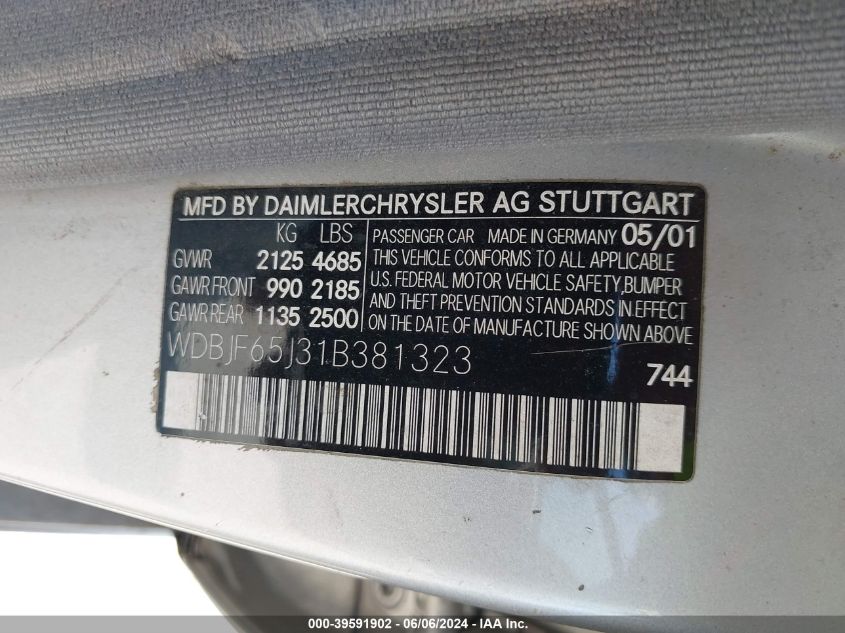 MFD BY DAIMLERCHRYSLER AG STUTTGART
KG LBS
GVWR 2125 4685
GAWR FRONT 990 2185
GAWR REAR 1135 2500
PASSENGER CAR MADE IN GERMANY 05/01
THIS VEHICLE CONFORMS TO ALL APPLICABLE
U.S. FEDERAL MOTOR VEHICLE SAFETY,BUMPER
AND THEFT PREVENTION STANDARDS IN EFFECT
ON THE DATE OF MANUFACTURE SHOWN ABOVE
WDBJF65J31B381323
744
000-39591902 - 06/06/2024 - IAA Inc.